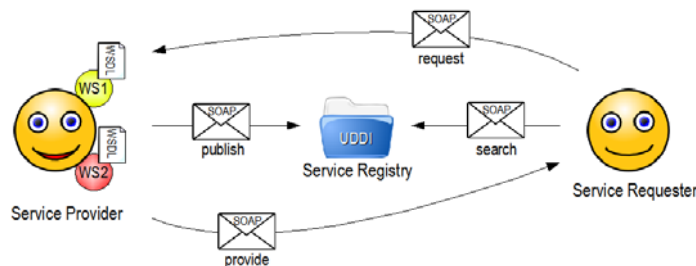 SOAP
request
WSDL
WS1
SOAP
publish
UDDI
Service Registry
SOAP
search
WSDL
WS2
Service Provider
Service Requester
SOAP
provide